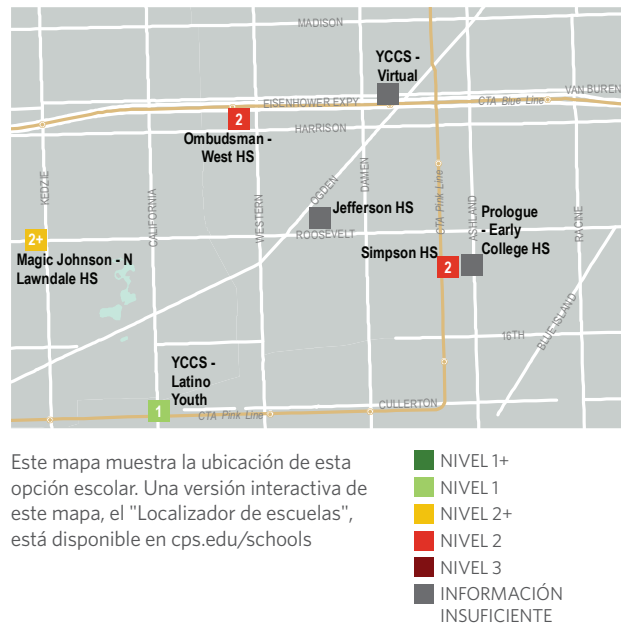 MADISON
YCCS -
Virtual
VAN BUREN
EISENHOWER EXPY
CTA Blue Line
2
HARRISON
Ombudsman -
West HS
KEDZIE
CALIFORNIA
WESTERN
OGDEN
DAMEN
CTA Pink Line
ASHLAND
RACINE
Jefferson HS
Prologue
- Early
College HS
ROOSEVELT
2+
Magic Johnson - N
Lawndale HS
Simpson HS
2
16TH
BLUE ISLAND
YCCS -
Latino
Youth
1
CTA Pink Line
CULLERTON
Este mapa muestra la ubicación de esta
opción escolar. Una versión interactiva de
este mapa, el "Localizador de escuelas",
está disponible en cps.edu/schools
NIVEL 1+
NIVEL 1
NIVEL 2+
NIVEL 2
NIVEL 3
INFORMACIÓN
INSUFICIENTE